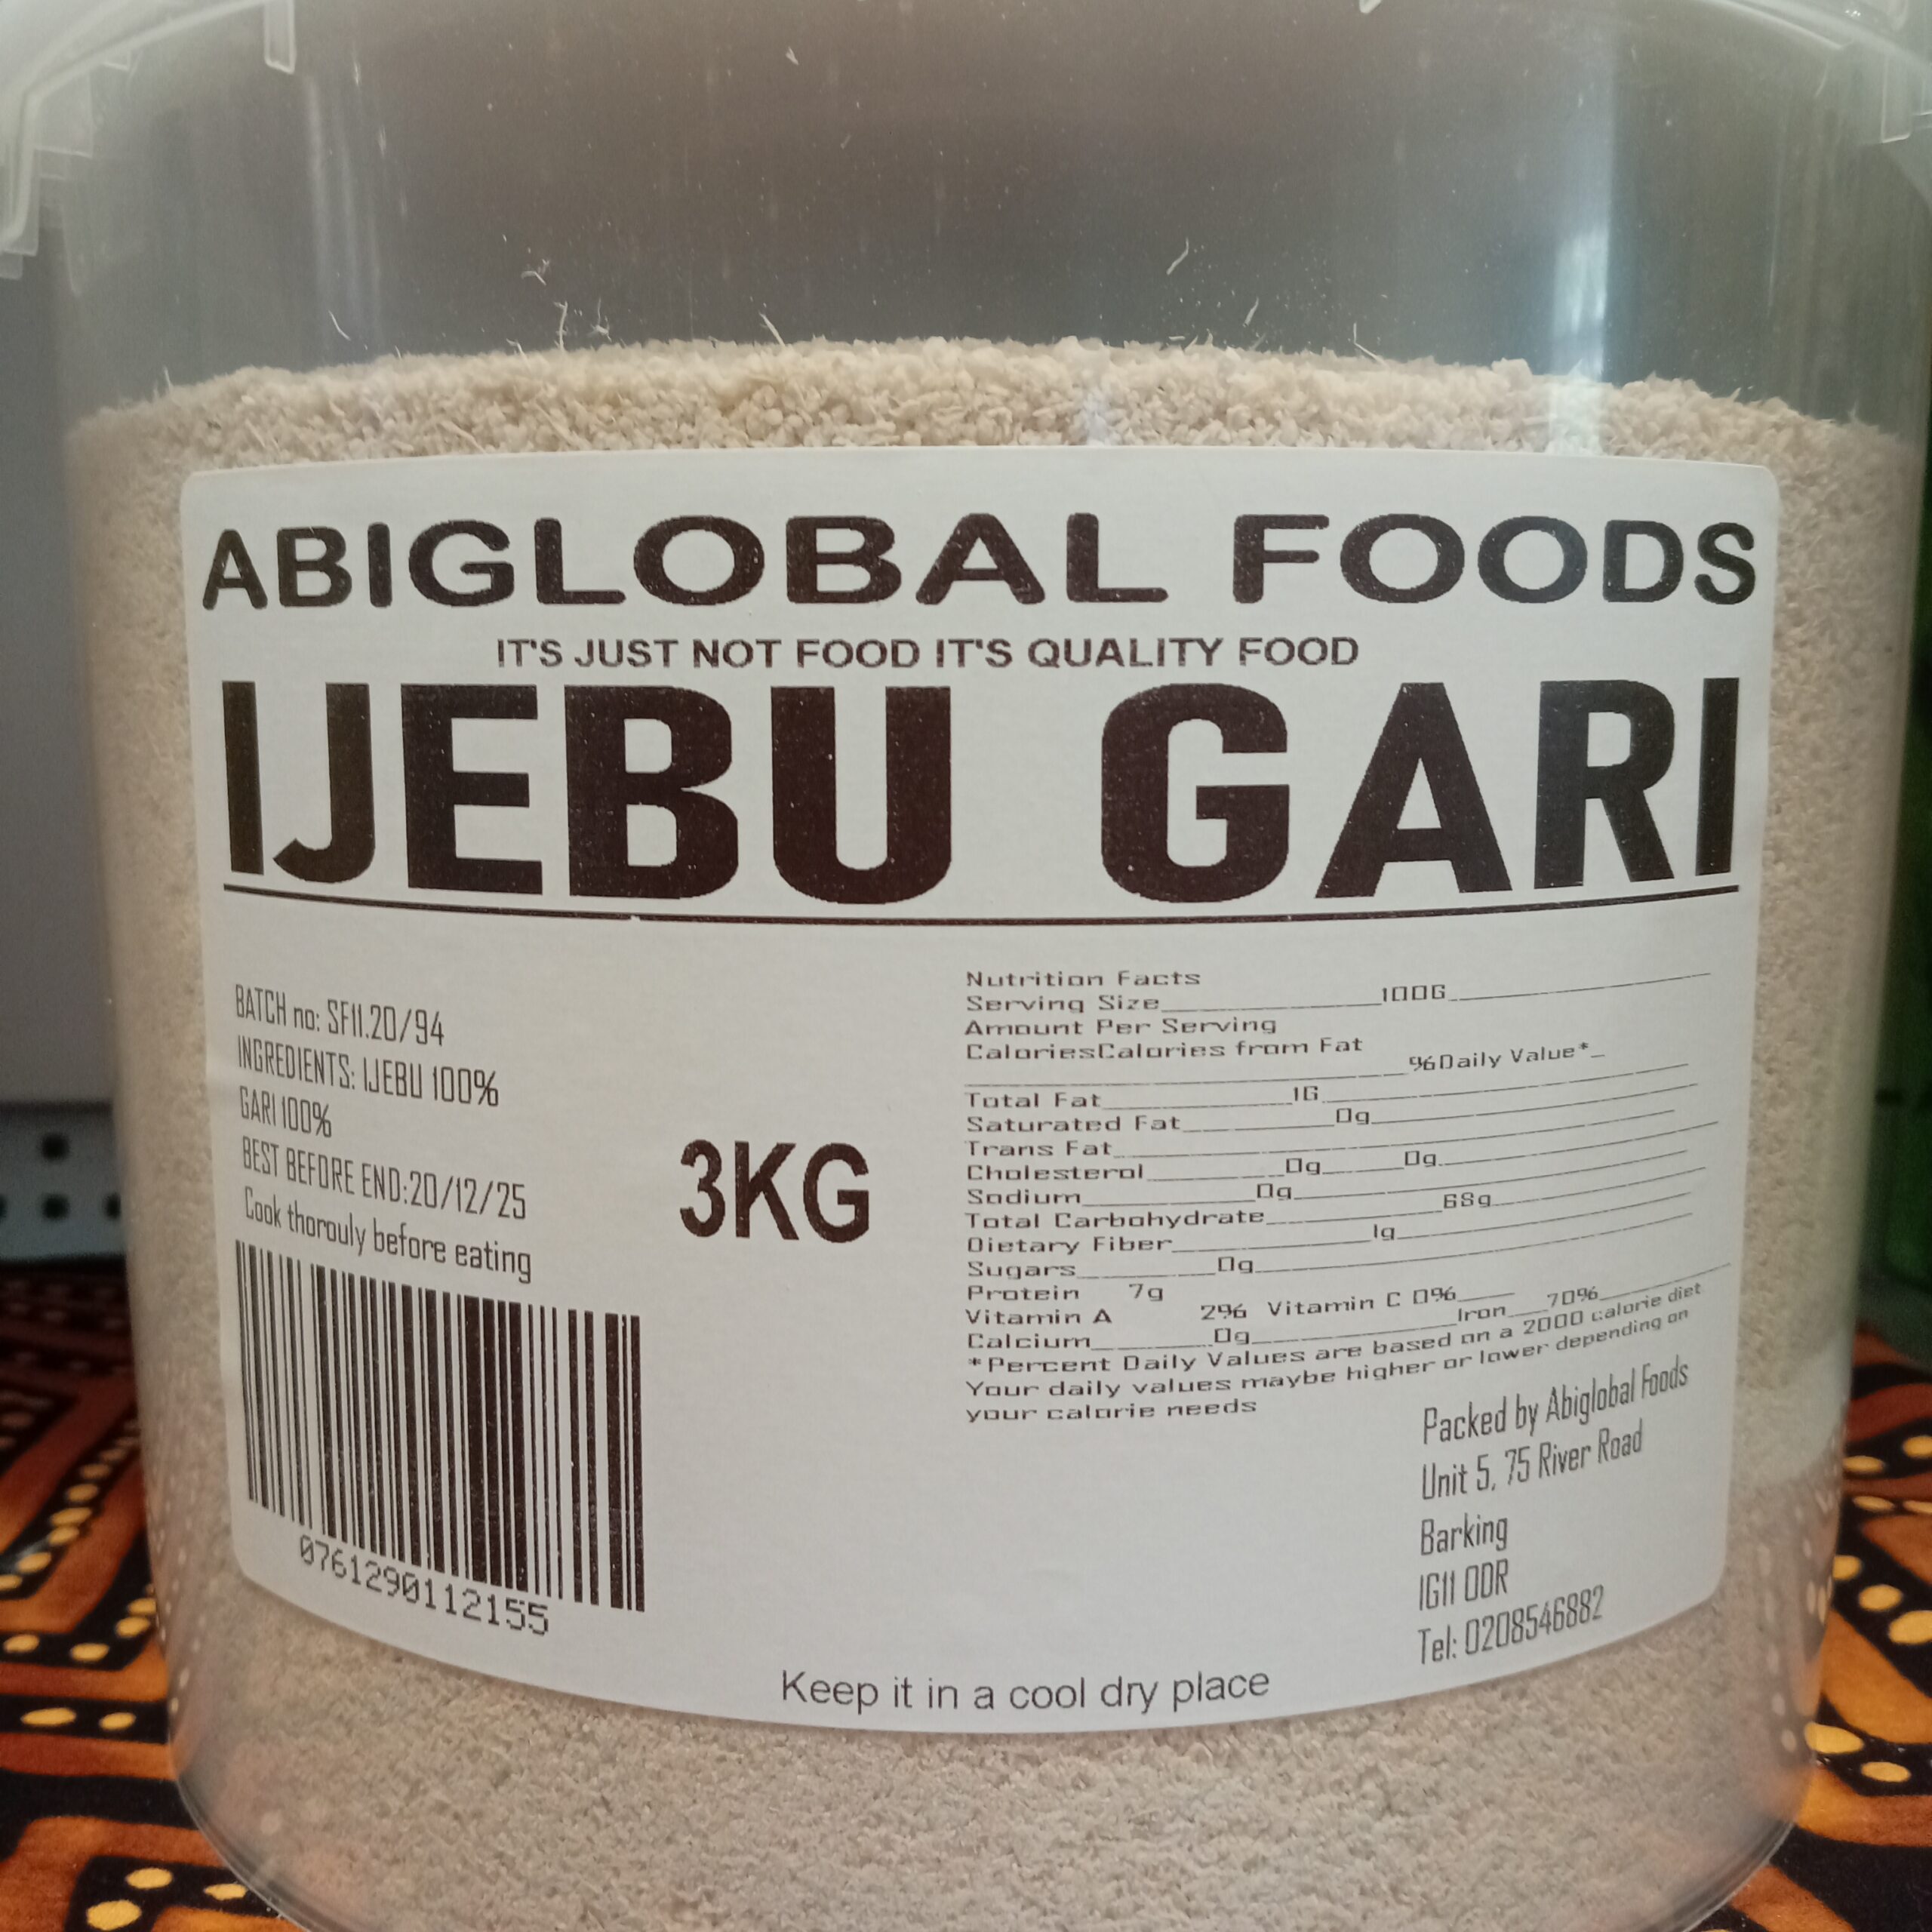 ABIGLOBAL FOODS
IT'S JUST NOT FOOD IT'S QUALITY FOOD
IJEBU GARI
BATCH no: SF11.20/94
INGREDIENTS: IJEBU 100%
GARI 100%
BEST BEFORE END:20/12/25
Cook thorouly before eating
0761290112155
3KG
Nutrition Facts
Serving Size 100G
Amount Per Serving
CaloriesCalories from Fat
%Daily Value*
Total Fat 1G
Saturated Fat 0g
Trans Fat 0g
Cholesterol 0g
Sodium 0g
Total Carbohydrate 68g
Dietary Fiber 1g
Sugars 0g
Protein 7g
Vitamin A 2% Vitamin C 0%
Calcium 0g Iron 70%
*Percent Daily Values are based on a 2000 calorie diet
Your daily values maybe higher or lower depending on
your calorie needs
Packed by Abiglobal Foods
Unit 5, 75 River Road
Barking
IG11 0DR
Tel: 0208546882
Keep it in a cool dry place